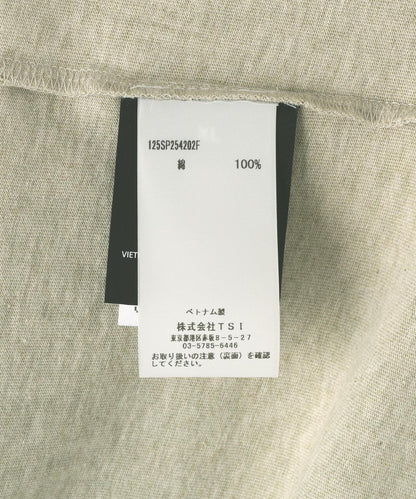 125SP254202F
綿 100%
VIET
ベトナム製
株式会社TSI
東京都港区赤坂8-5-27
03-5785-6446
お取り扱いの注意(裏面)を確認
してください。